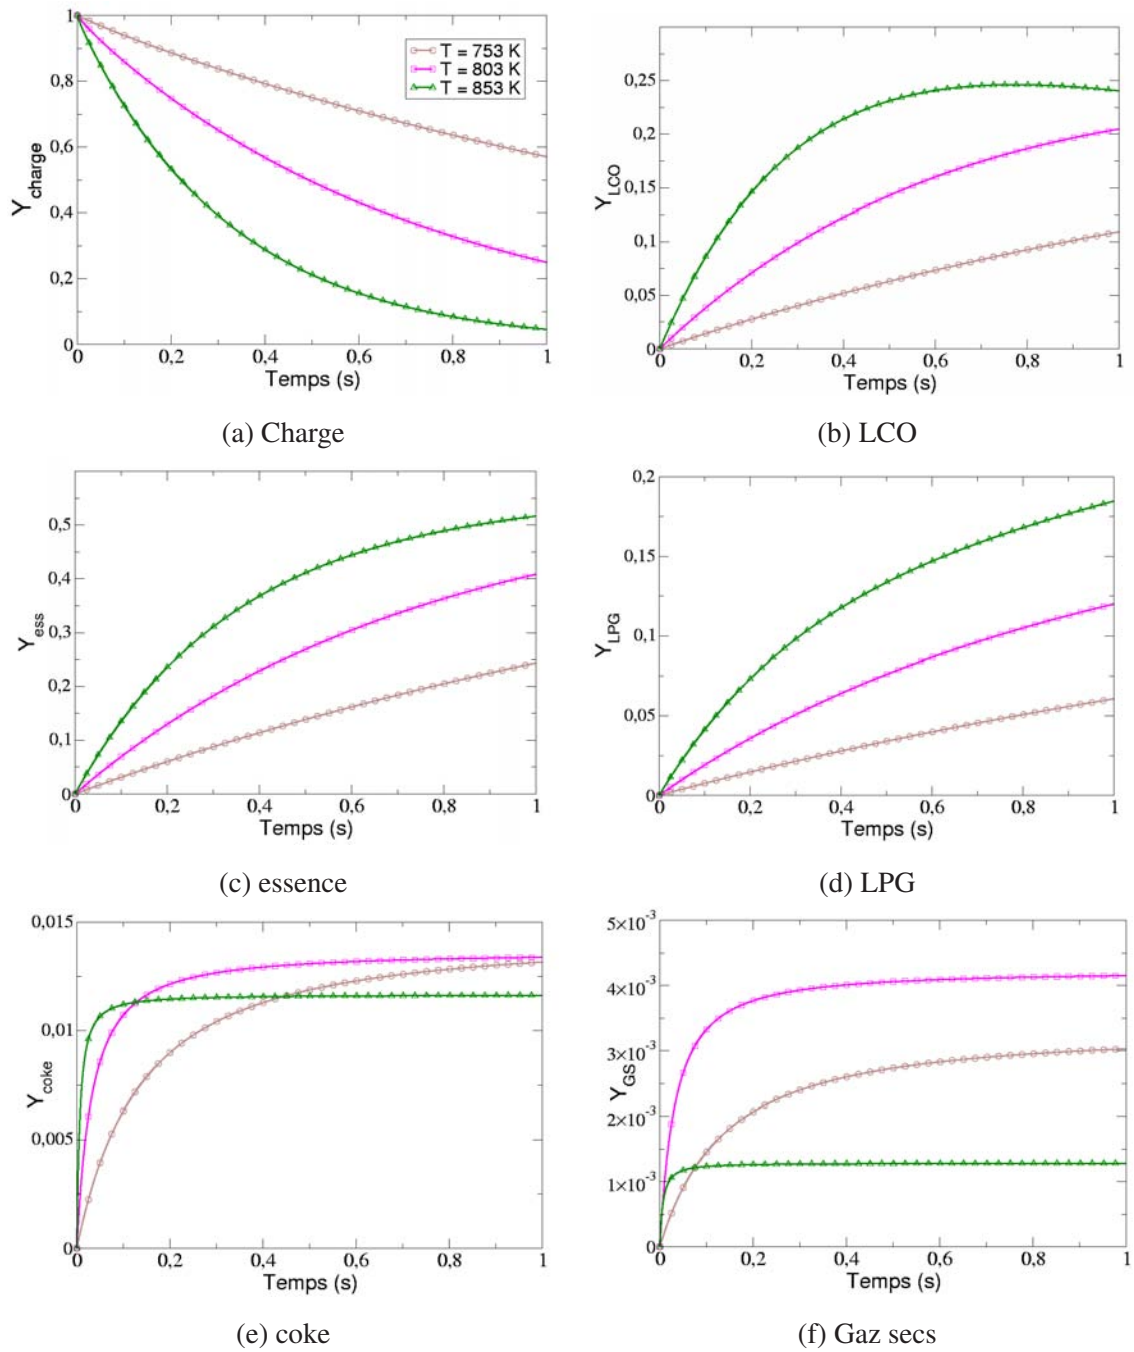 1
0,8
0,6
0,4
0,2
0
Y charge
T = 753 K
T = 803 K
T = 853 K
0 0,2 0,4 0,6 0,8 1
Temps (s)
(a) Charge
0,25
0,2
0,15
0,1
0,05
0
Y LCO
0 0,2 0,4 0,6 0,8 1
Temps (s)
(b) LCO
0,5
0,4
0,3
0,2
0,1
0
Y ess
0 0,2 0,4 0,6 0,8 1
Temps (s)
(c) essence
0,2
0,15
0,1
0,05
0
Y LPG
0 0,2 0,4 0,6 0,8 1
Temps (s)
(d) LPG
0,015
0,01
0,005
0
Y coke
0 0,2 0,4 0,6 0,8 1
Temps (s)
(e) coke
5×10⁻³
4×10⁻³
3×10⁻³
2×10⁻³
1×10⁻³
0
Y GS
0 0,2 0,4 0,6 0,8 1
Temps (s)
(f) Gaz secs